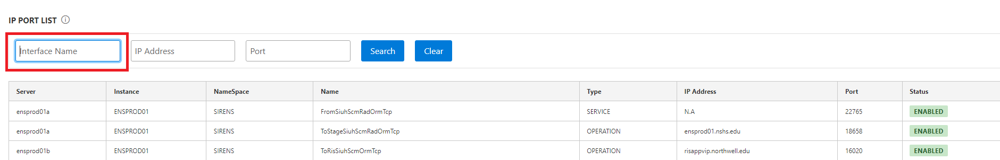 IP PORT LIST
Interface Name IP Address Port Search Clear
Server Instance NameSpace Name Type IP Address Port Status
ensprod01a ENSPROD01 SIRENS FromSiuhScmRadOrmTcp SERVICE N.A 22765 ENABLED
ensprod01a ENSPROD01 SIRENS ToStageSiuhScmRadOrmTcp OPERATION ensprod01.nshs.edu 18658 ENABLED
ensprod01b ENSPROD01 SIRENS ToRisSiuhScmOrmTcp OPERATION risappvip.northwell.edu 16020 ENABLED